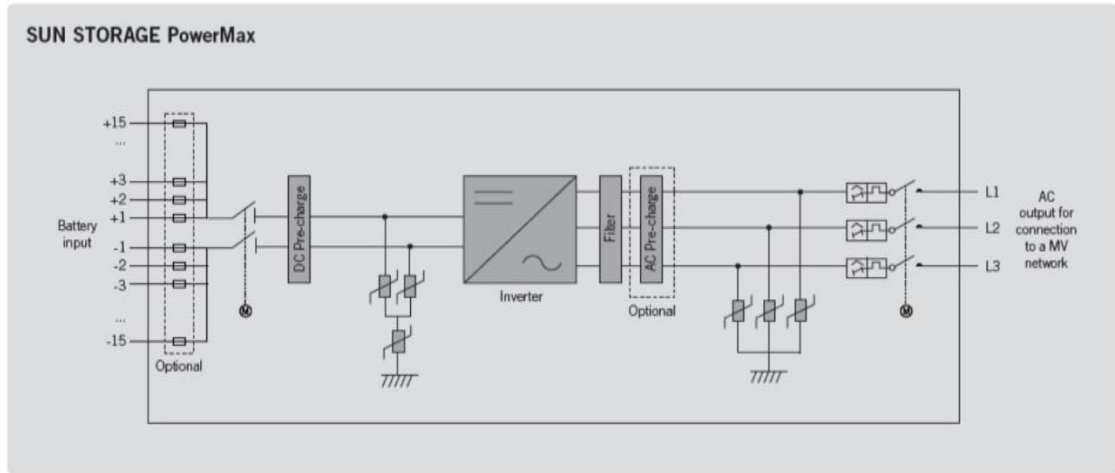 SUN STORAGE PowerMax
+15
...
+3
+2
+1
Battery
input
-1
-2
-3
...
-15
Optional
DC Pre-charge
Inverter
Filter
AC Pre-charge
Optional
M
M
L1
L2
L3
AC
output for
connection
to a MV
network